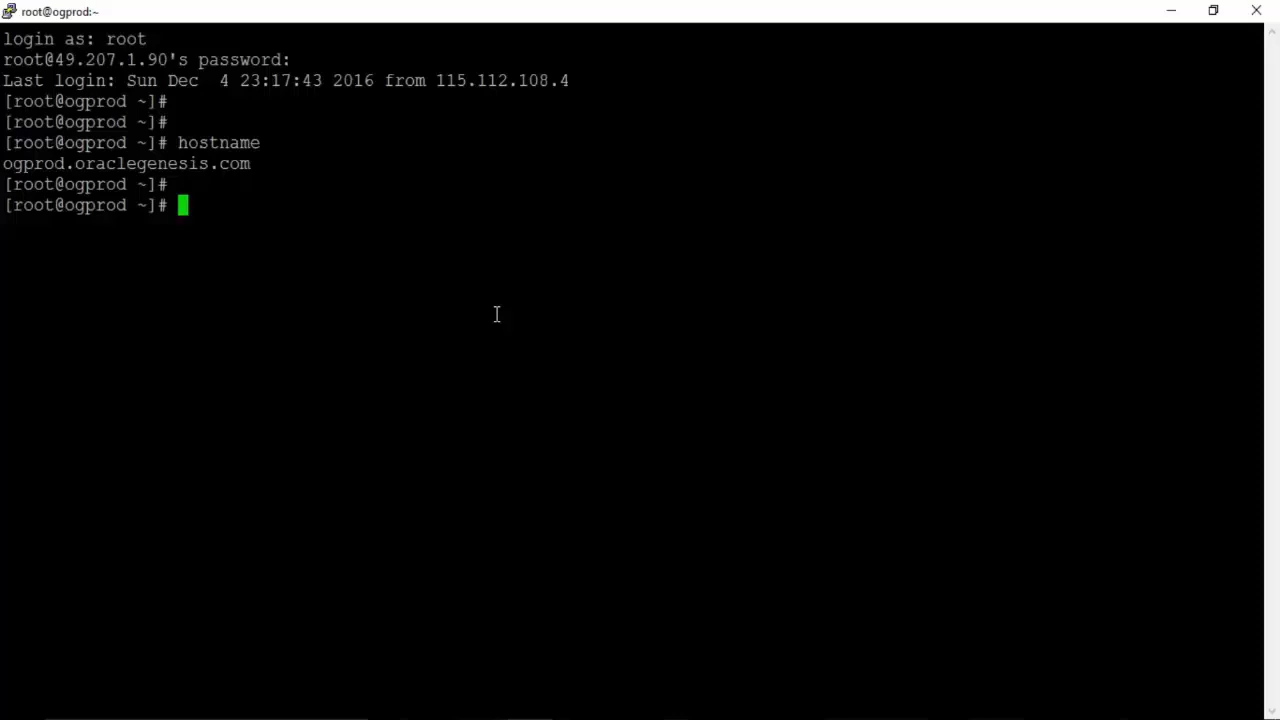 root@ogprod:~
login as: root
root@49.207.1.90's password:
Last login: Sun Dec  4 23:17:43 2016 from 115.112.108.4
[root@ogprod ~]#
[root@ogprod ~]#
[root@ogprod ~]# hostname
ogprod.oraclegenesis.com
[root@ogprod ~]#
[root@ogprod ~]#